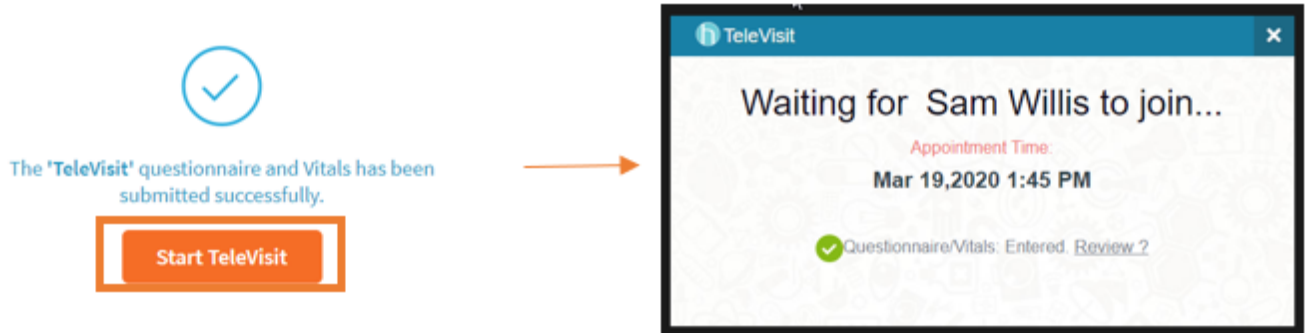 The 'TeleVisit' questionnaire and Vitals has been
submitted successfully.
Start TeleVisit
TeleVisit
Waiting for Sam Willis to join...
Appointment Time:
Mar 19,2020 1:45 PM
Questionnaire/Vitals: Entered. Review ?